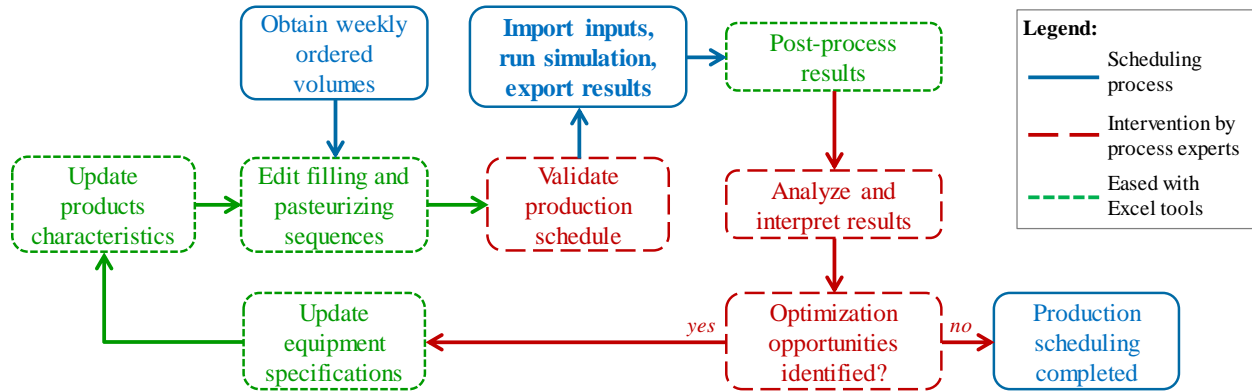 Obtain weekly
ordered
volumes
Import inputs,
run simulation,
export results
Post-process
results
Legend:
Scheduling
process
Intervention by
process experts
Eased with
Excel tools
Update
products
characteristics
Edit filling and
pasteurizing
sequences
Validate
production
schedule
Analyze and
interpret results
Update
equipment
specifications
yes
Optimization
opportunities
identified?
no
Production
scheduling
completed